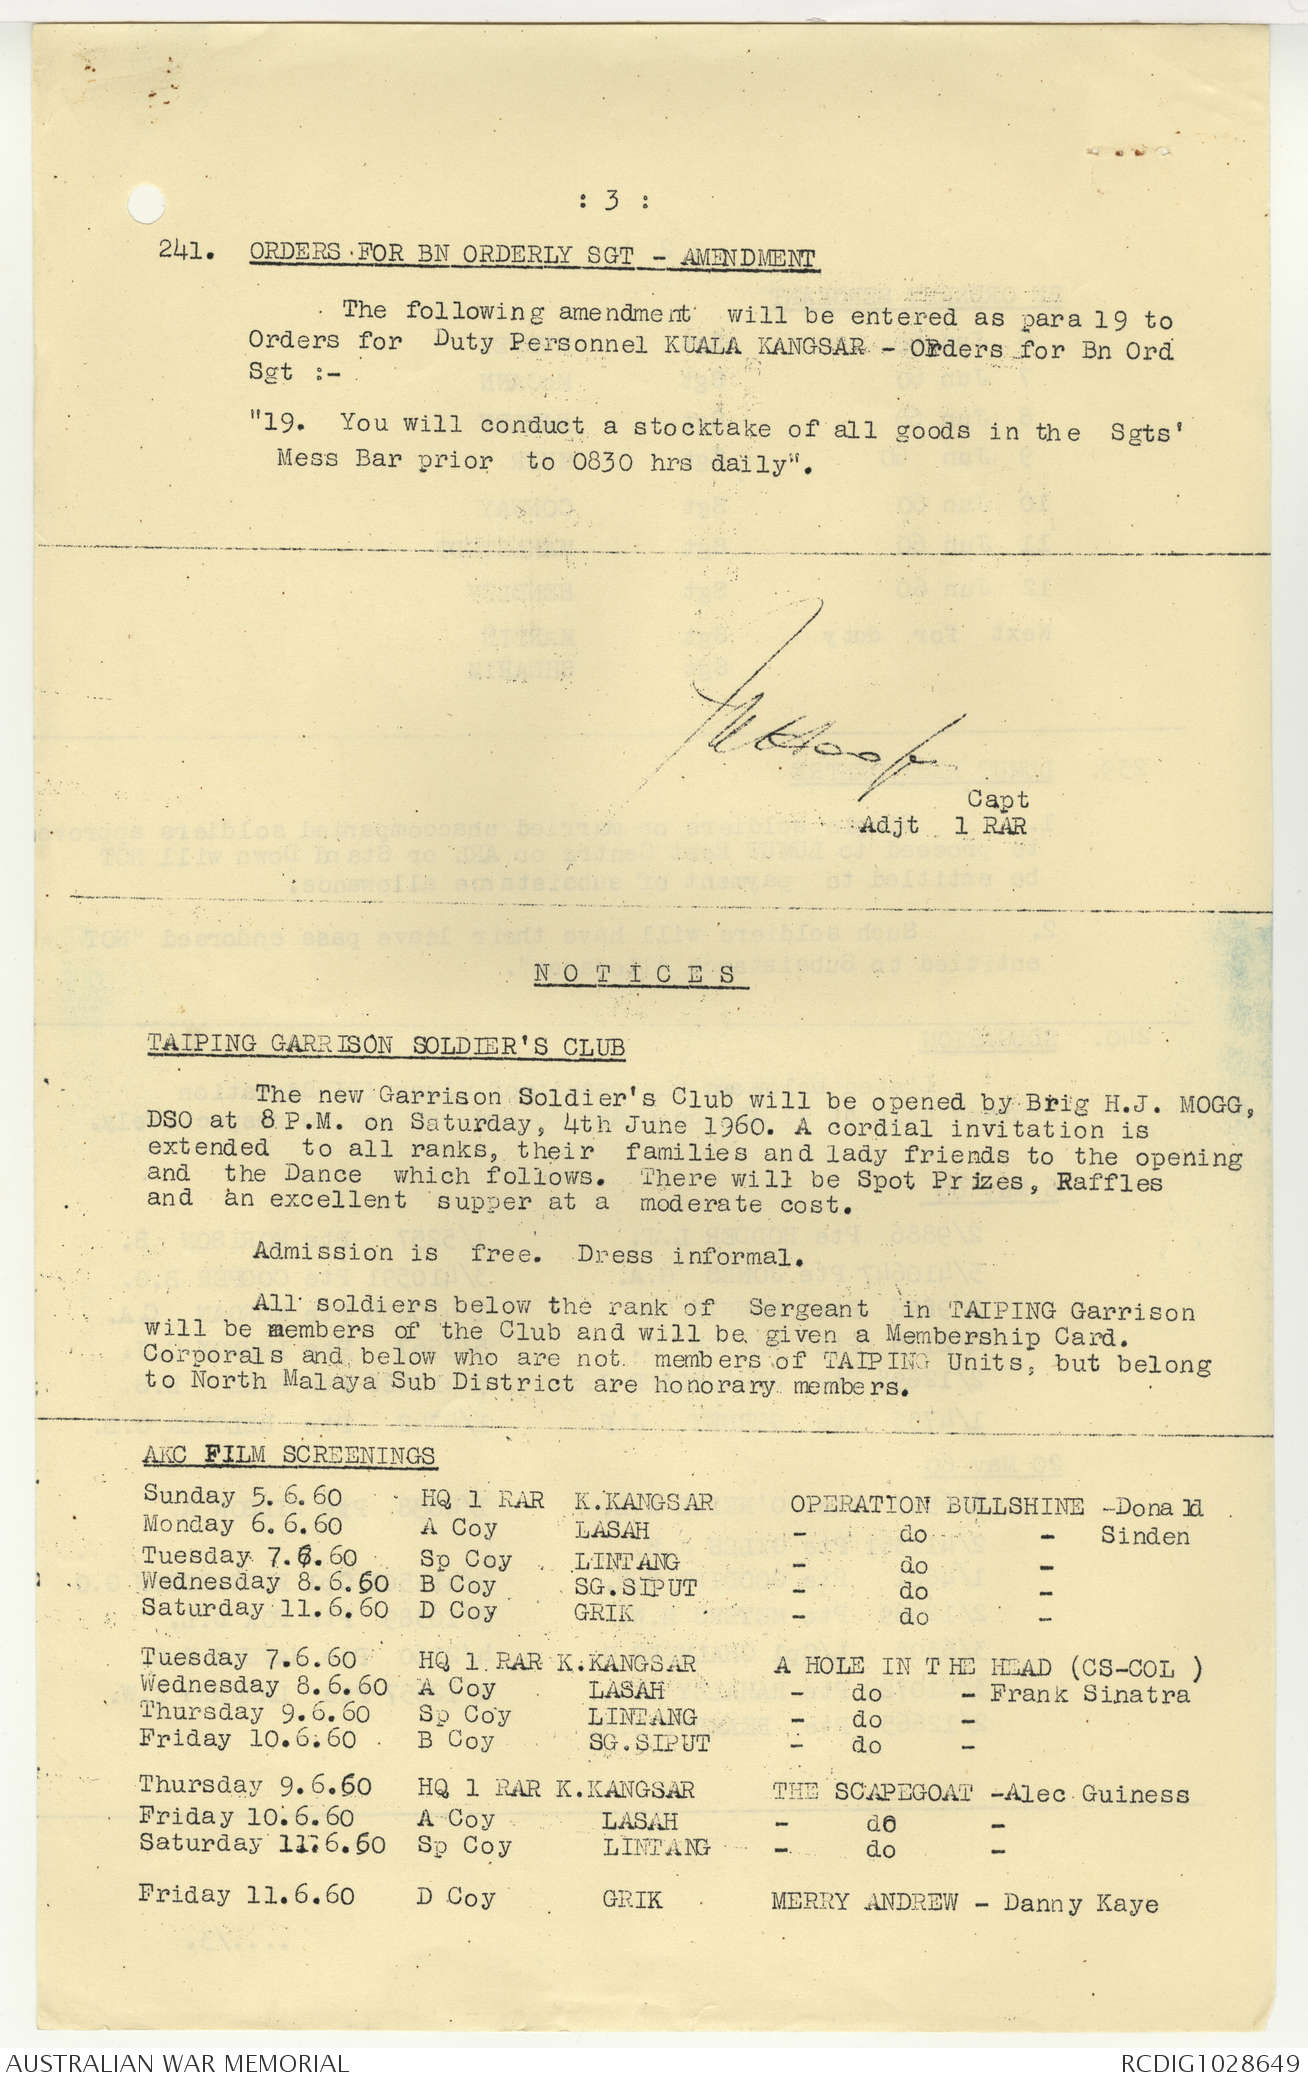 : 3 :
241. ORDERS FOR BN ORDERLY SGT - AMENDMENT
The following amendment will be entered as para 19 to
Orders for Duty Personnel KUALA KANGSAR - Orders for Bn Ord
Sgt :-
"19. You will conduct a stocktake of all goods in the Sgts'
Mess Bar prior to 0830 hrs daily".
Capt
Adjt 1 RAR
NOTICES
TAIPING GARRISON SOLDIER'S CLUB
The new Garrison Soldier's Club will be opened by Brig H.J. MOGG,
DSO at 8 P.M. on Saturday, 4th June 1960. A cordial invitation is
extended to all ranks, their families and lady friends to the opening
and the Dance which follows. There will be Spot Prizes, Raffles
and an excellent supper at a moderate cost.
Admission is free. Dress informal.
All soldiers below the rank of Sergeant in TAIPING Garrison
will be members of the Club and will be given a Membership Card.
Corporals and below who are not members of TAIPING Units, but belong
to North Malaya Sub District are honorary members.
AKC FILM SCREENINGS
Sunday 5.6.60 HQ 1 RAR K.KANGSAR OPERATION BULLSHINE -Donald
Monday 6.6.60 A Coy LASAH - do - Sinden
Tuesday 7.6.60 Sp Coy LINTANG - do -
Wednesday 8.6.60 B Coy SG.SIPUT - do -
Saturday 11.6.60 D Coy GRIK - do -
Tuesday 7.6.60 HQ 1 RAR K.KANGSAR A HOLE IN THE HEAD (CS-COL )
Wednesday 8.6.60 A Coy LASAH - do - Frank Sinatra
Thursday 9.6.60 Sp Coy LINTANG - do -
Friday 10.6.60 B Coy SG.SIPUT - do -
Thursday 9.6.60 HQ 1 RAR K.KANGSAR THE SCAPEGOAT -Alec Guiness
Friday 10.6.60 A Coy LASAH - do -
Saturday 11.6.60 Sp Coy LINTANG - do -
Friday 11.6.60 D Coy GRIK MERRY ANDREW - Danny Kaye
AUSTRALIAN WAR MEMORIAL
RCDIG1028649